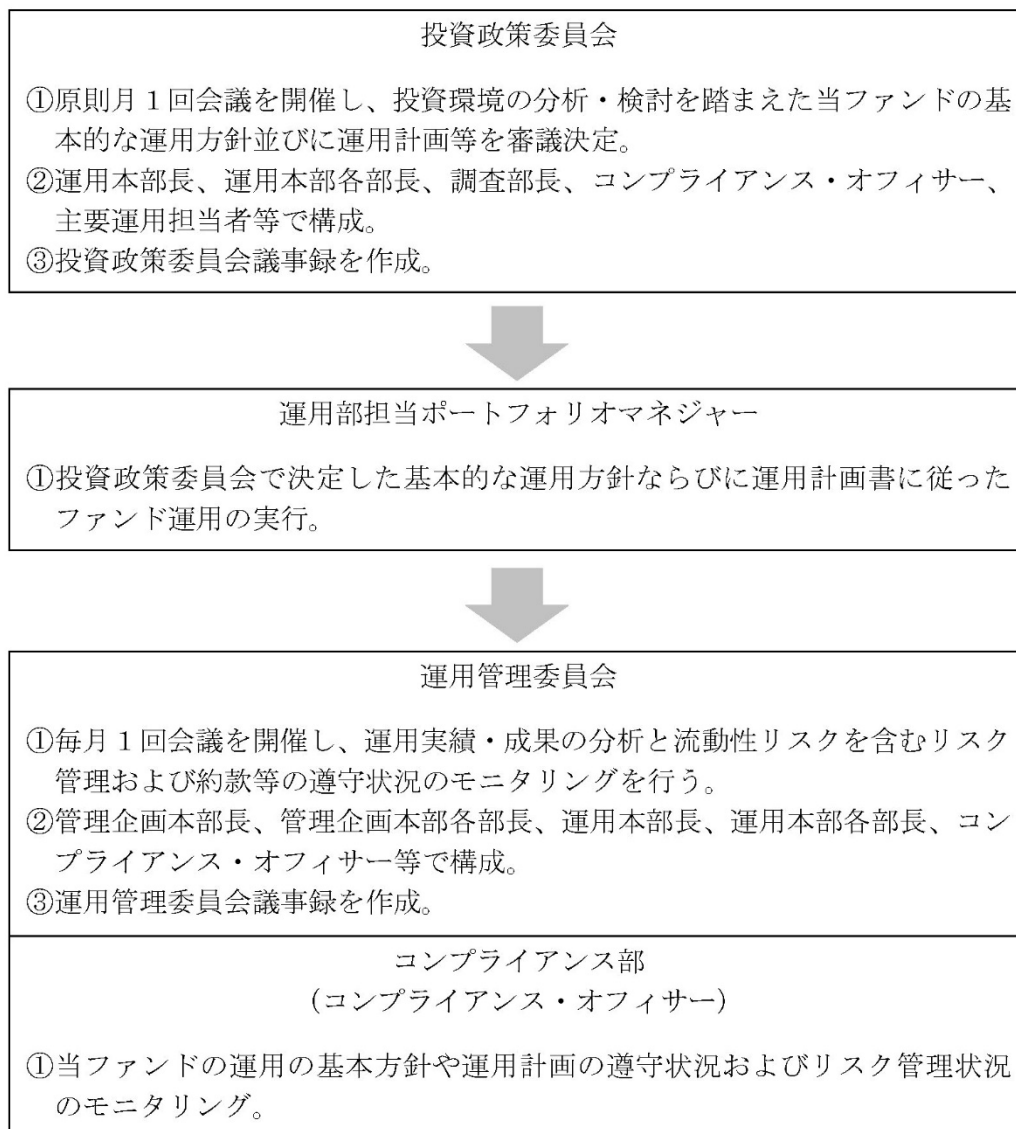 投資政策委員会
①原則月１回会議を開催し、投資環境の分析・検討を踏まえた当ファンドの基
本的な運用方針並びに運用計画等を審議決定。
②運用本部長、運用本部各部長、調査部長、コンプライアンス・オフィサー、
主要運用担当者等で構成。
③投資政策委員会議事録を作成。
運用部担当ポートフォリオマネジャー
①投資政策委員会で決定した基本的な運用方針ならびに運用計画書に従った
ファンド運用の実行。
運用管理委員会
①毎月１回会議を開催し、運用実績・成果の分析と流動性リスクを含むリスク
管理および約款等の遵守状況のモニタリングを行う。
②管理企画本部長、管理企画本部各部長、運用本部長、運用本部各部長、コン
プライアンス・オフィサー等で構成。
③運用管理委員会議事録を作成。
コンプライアンス部
（コンプライアンス・オフィサー）
①当ファンドの運用の基本方針や運用計画の遵守状況およびリスク管理状況
のモニタリング。